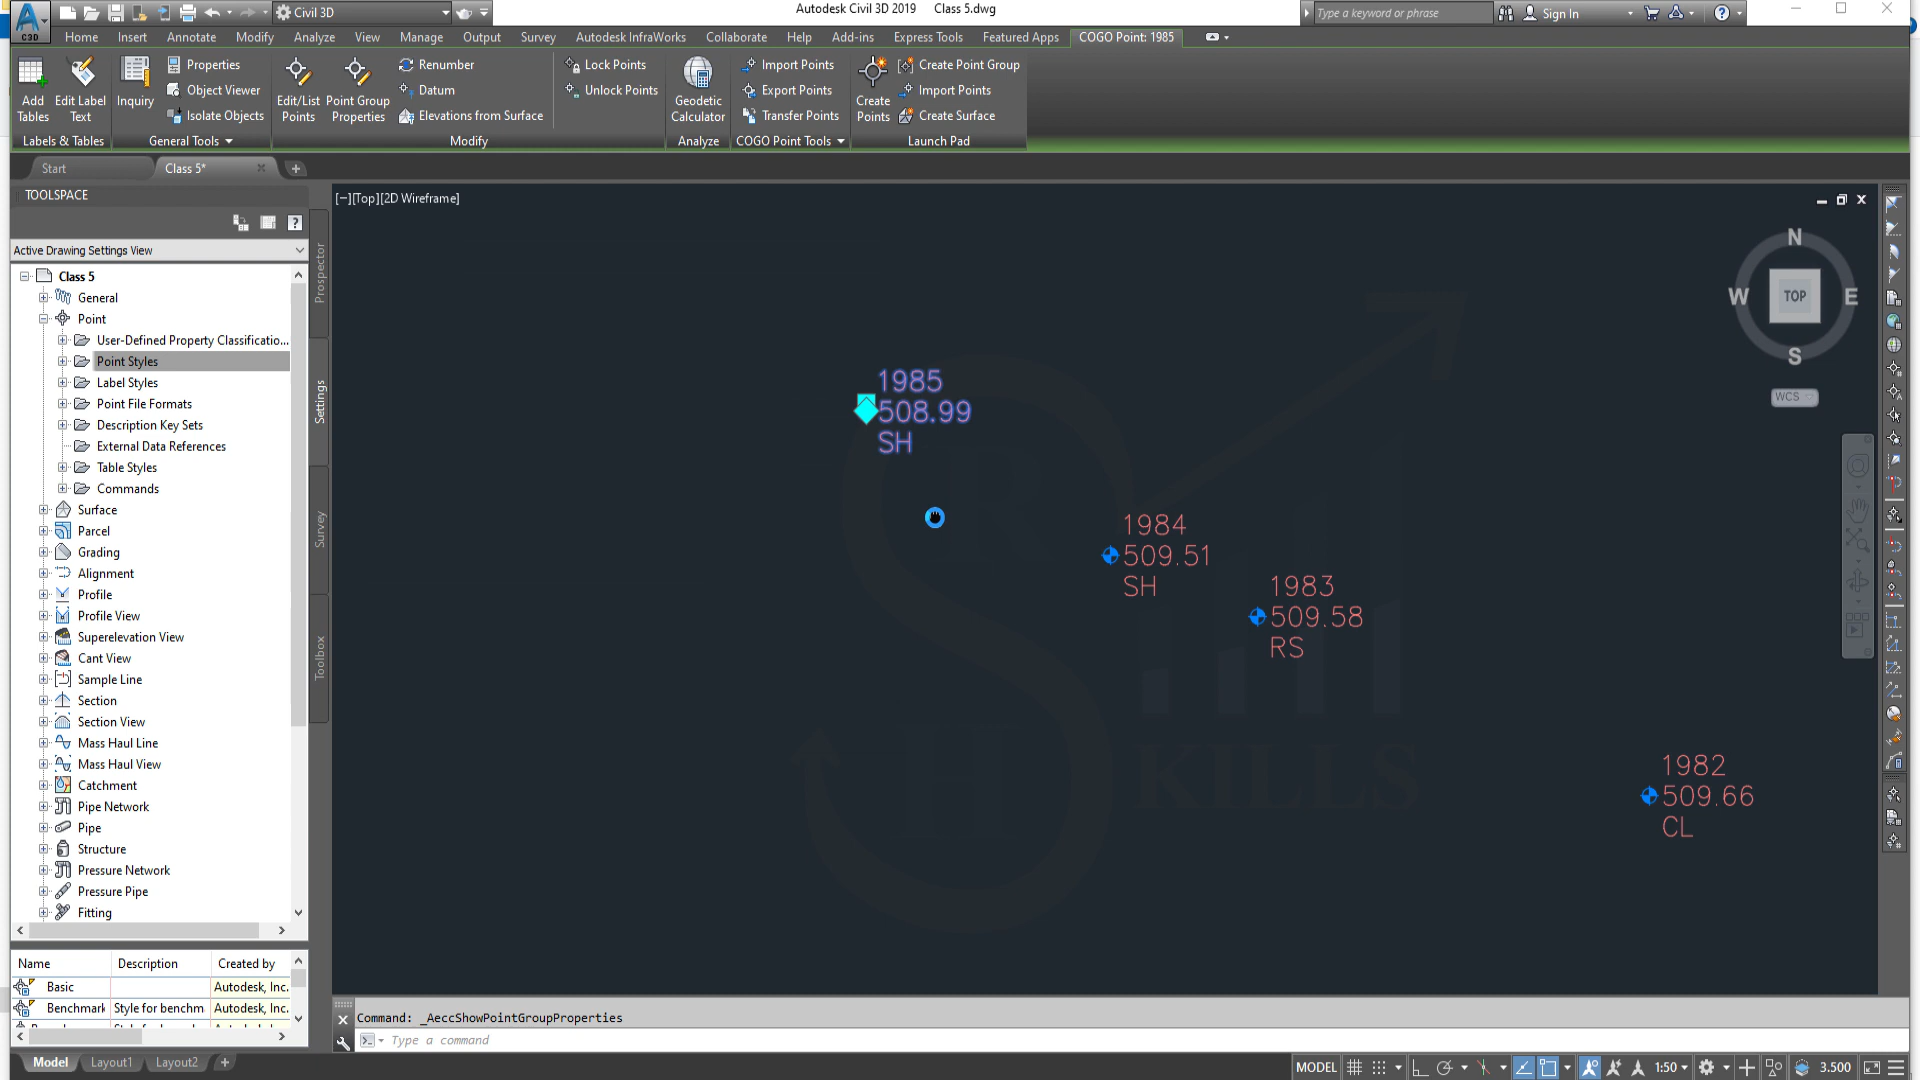 Civil 3D
Autodesk Civil 3D 2019 Class 5.dwg
Type a keyword or phrase
Sign In
C3D
Home Insert Annotate Modify Analyze View Manage Output Survey Autodesk InfraWorks Collaborate Help Add-ins Express Tools Featured Apps COGO Point: 1985
Add Tables
Edit Label Text
Labels & Tables
Inquiry
Properties
Object Viewer
Isolate Objects
General Tools
Edit/List Points
Point Group Properties
Renumber
Datum
Elevations from Surface
Lock Points
Unlock Points
Modify
Geodetic Calculator
Analyze
Import Points
Export Points
Transfer Points
COGO Point Tools
Create Points
Create Point Group
Import Points
Create Surface
Launch Pad
Start
Class 5*
TOOLSPACE
Active Drawing Settings View
Class 5
General
Point
User-Defined Property Classificatio...
Point Styles
Label Styles
Point File Formats
Description Key Sets
External Data References
Table Styles
Commands
Surface
Parcel
Grading
Alignment
Profile
Profile View
Superelevation View
Cant View
Sample Line
Section
Section View
Mass Haul Line
Mass Haul View
Catchment
Pipe Network
Pipe
Structure
Pressure Network
Pressure Pipe
Fitting
Prospector
Settings
Survey
Toolbox
Name Description Created by
Basic Autodesk, Inc.
Benchmark Style for benchm Autodesk, Inc.
[−][Top][2D Wireframe]
N
W TOP E
S
WCS
1985
508.99
SH
1984
509.51
SH
1983
509.58
RS
1982
509.66
CL
KILLS
Command: _AeccShowPointGroupProperties
Type a command
Model Layout1 Layout2
MODEL
1:50
3.500